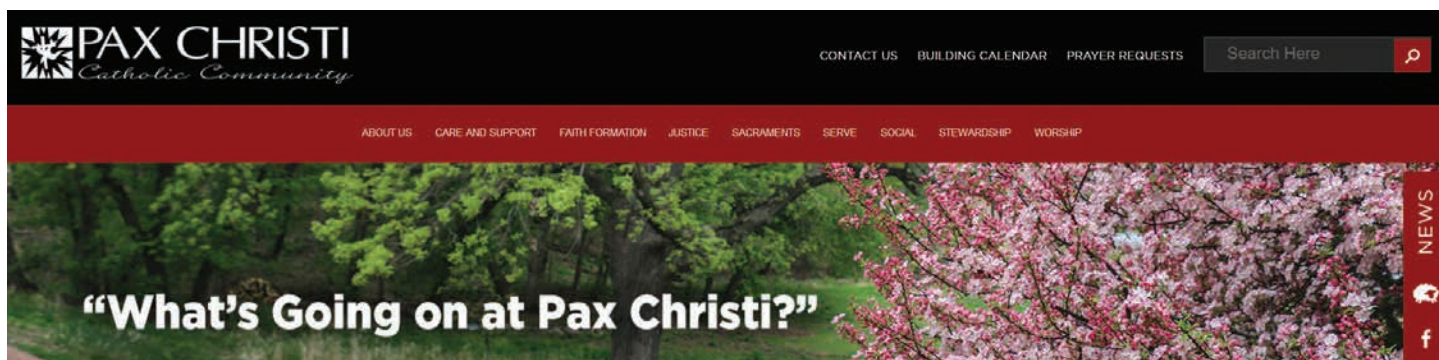 PAX CHRISTI
Catholic Community
CONTACT US BUILDING CALENDAR PRAYER REQUESTS Search Here
ABOUT US CARE AND SUPPORT FAITH FORMATION JUSTICE SACRAMENTS SERVE SOCIAL STEWARDSHIP WORSHIP
“What’s Going on at Pax Christi?”
NEWS
f